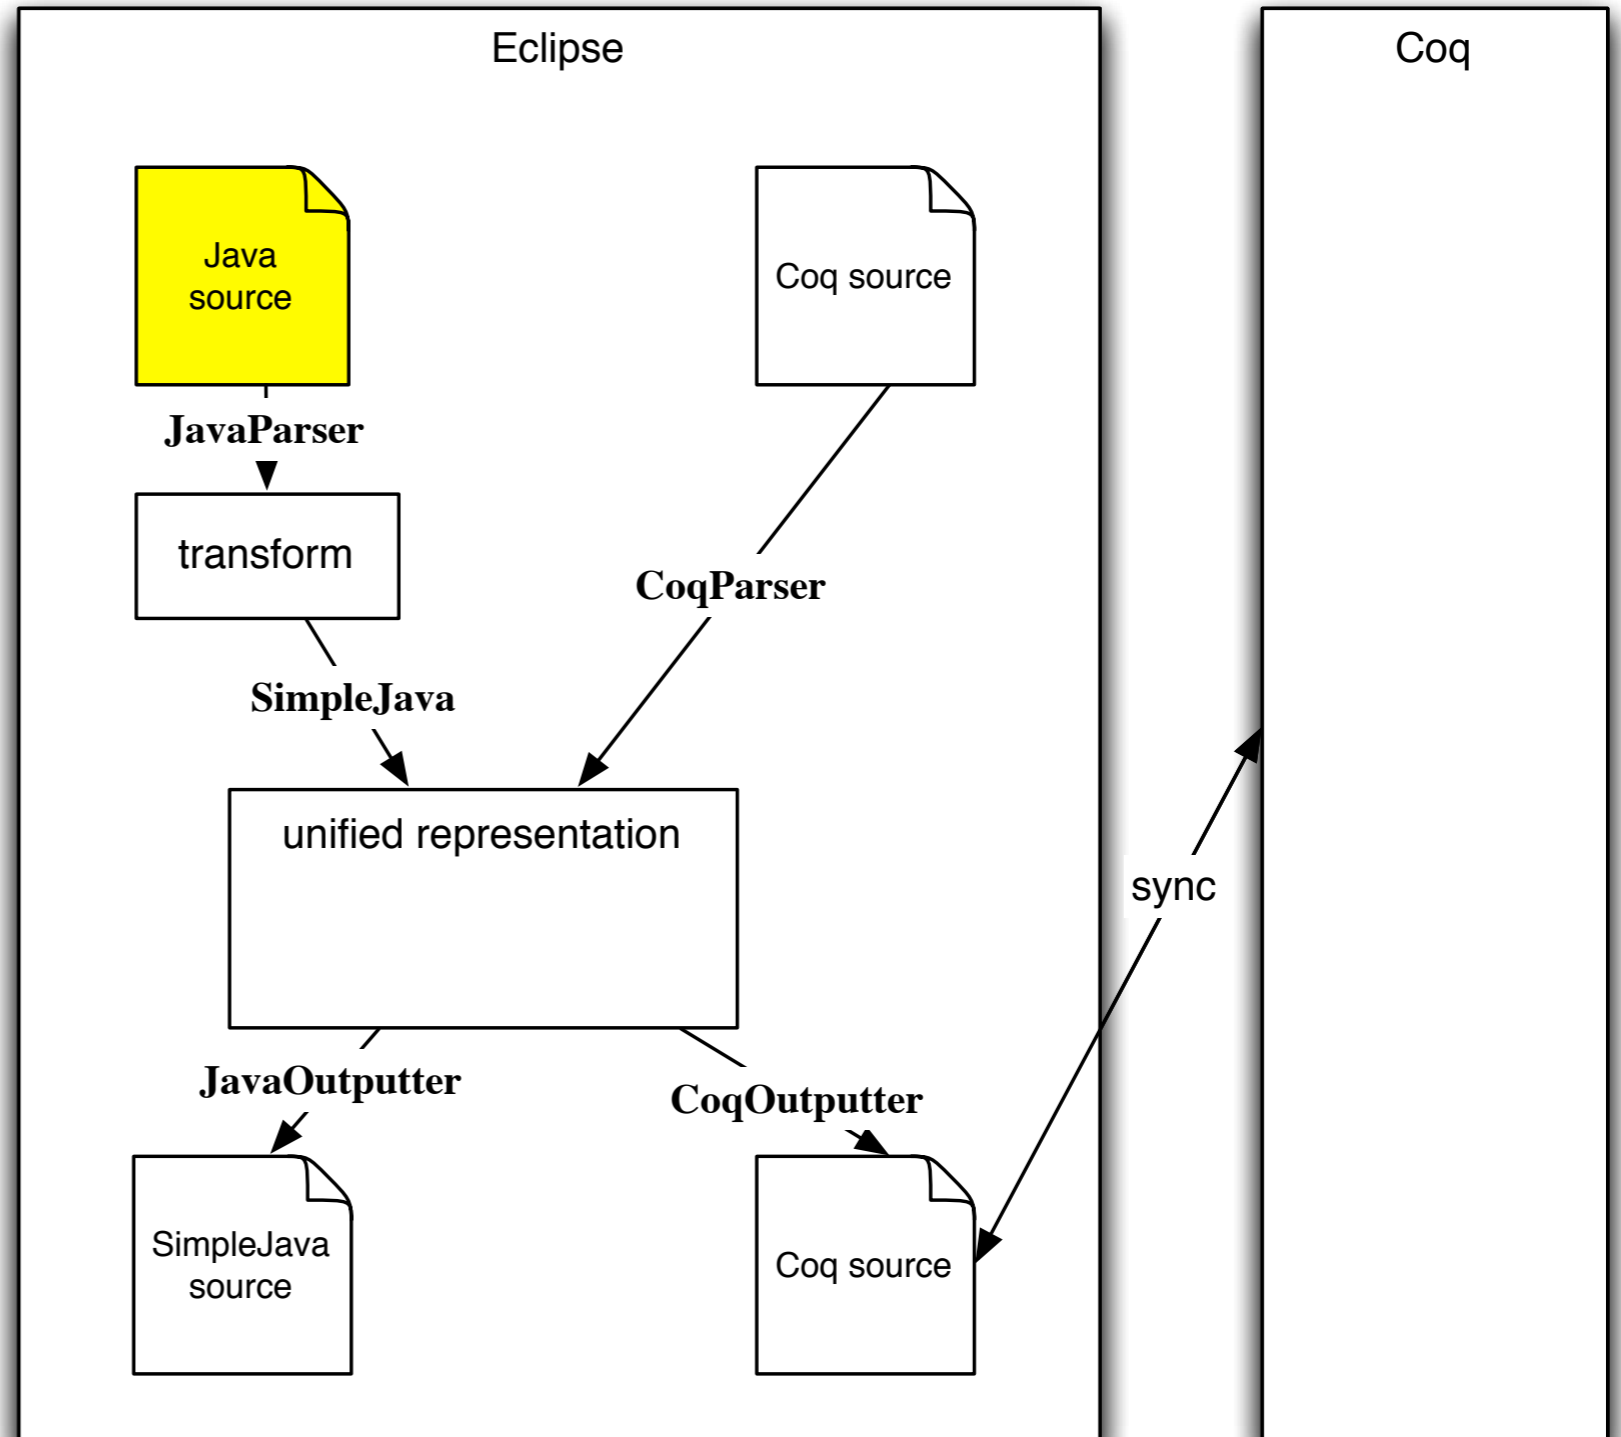 Eclipse
Coq
Java
source
Coq source
JavaParser
transform
CoqParser
SimpleJava
unified representation
sync
JavaOutputter
CoqOutputter
SimpleJava
source
Coq source